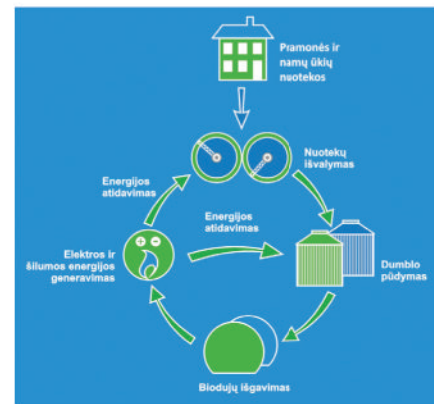 Pramonės ir
namų ūkių
nuotekos
Nuotekų
išvalymas
Energijos
atidavimas
Energijos
atidavimas
Elektros ir
šilumos energijos
generavimas
Dumblo
pūdymas
Biodujų išgavimas